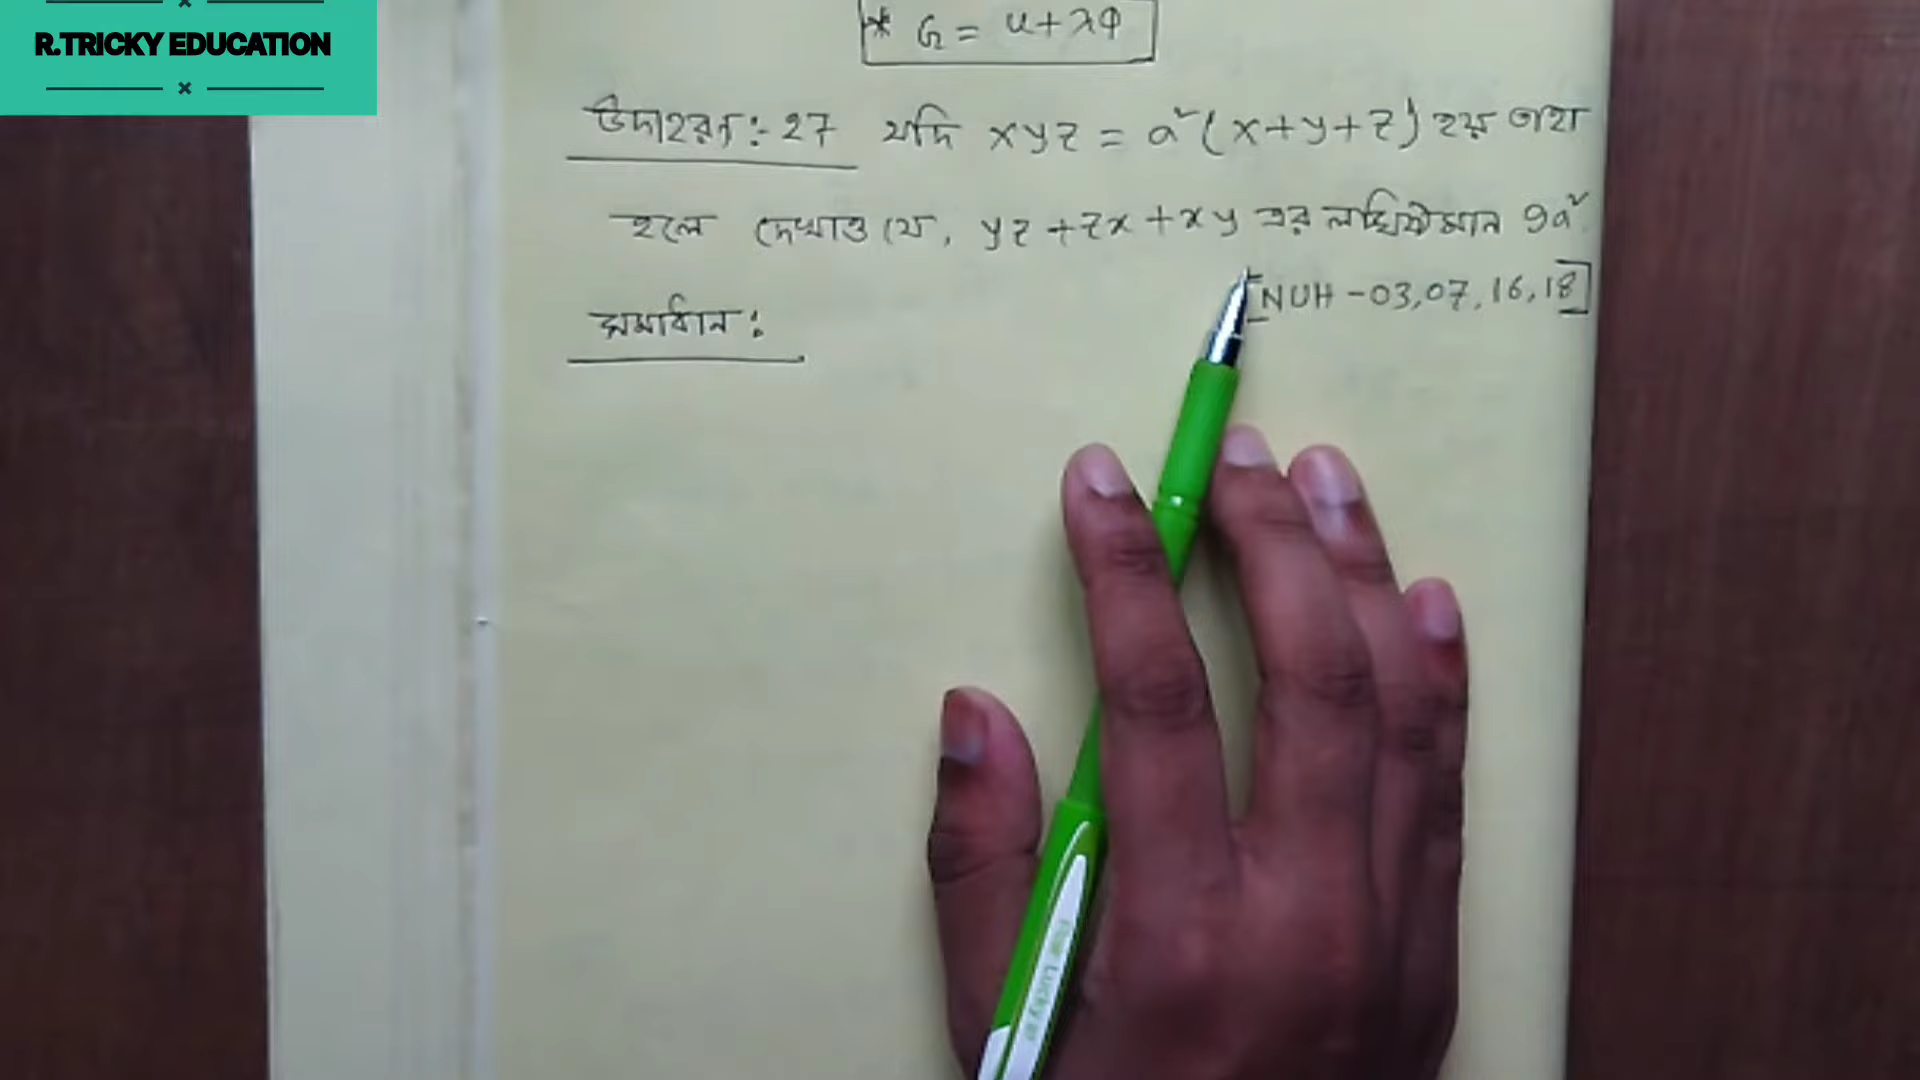 R.TRICKY EDUCATION
* G = u+λφ
উদাহরণ:- 27 যদি xyz = a²(x+y+z) হয় তাহা
হলে দেখাও যে, yz+zx+xy এর লঘিষ্ঠমান 9a².
[NUH-03,07,16,18]
সমাধান: